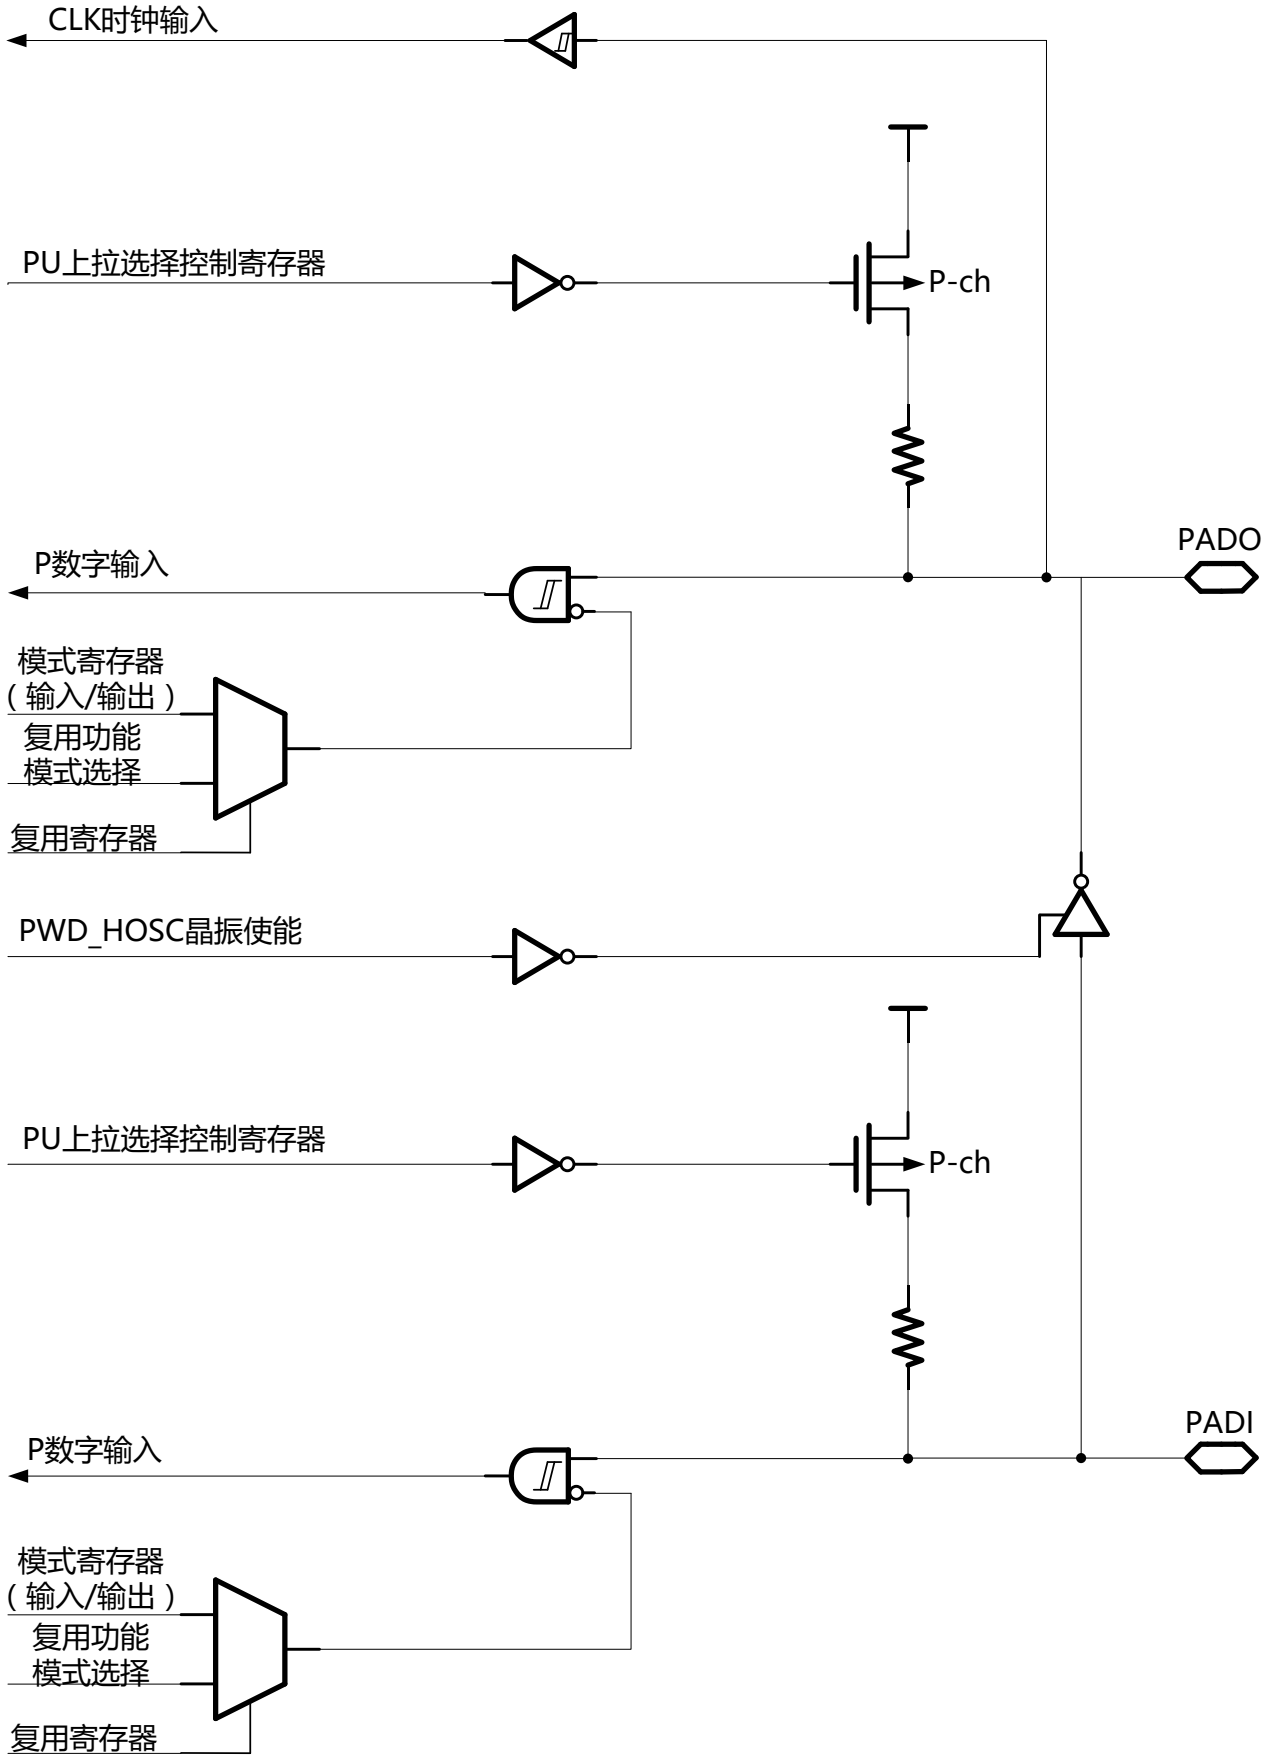 CLK时钟输入
PU上拉选择控制寄存器
P-ch
PADO
P数字输入
模式寄存器
（输入/输出）
复用功能
模式选择
复用寄存器
PWD_HOSC晶振使能
PU上拉选择控制寄存器
P-ch
PADI
P数字输入
模式寄存器
（输入/输出）
复用功能
模式选择
复用寄存器